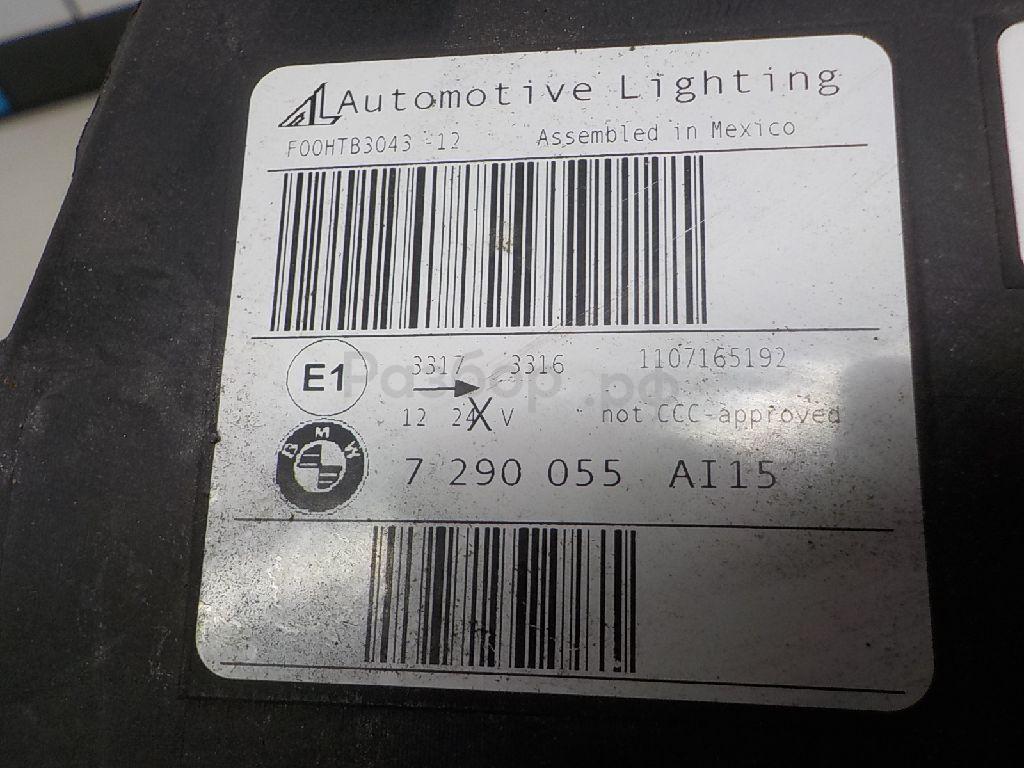 AL Automotive Lighting
F00HTB3043 -12 Assembled in Mexico
E1 3317 3316 1107165192
12 24 V not CCC-approved
BMW 7 290 055 AI15
Разбор.рф